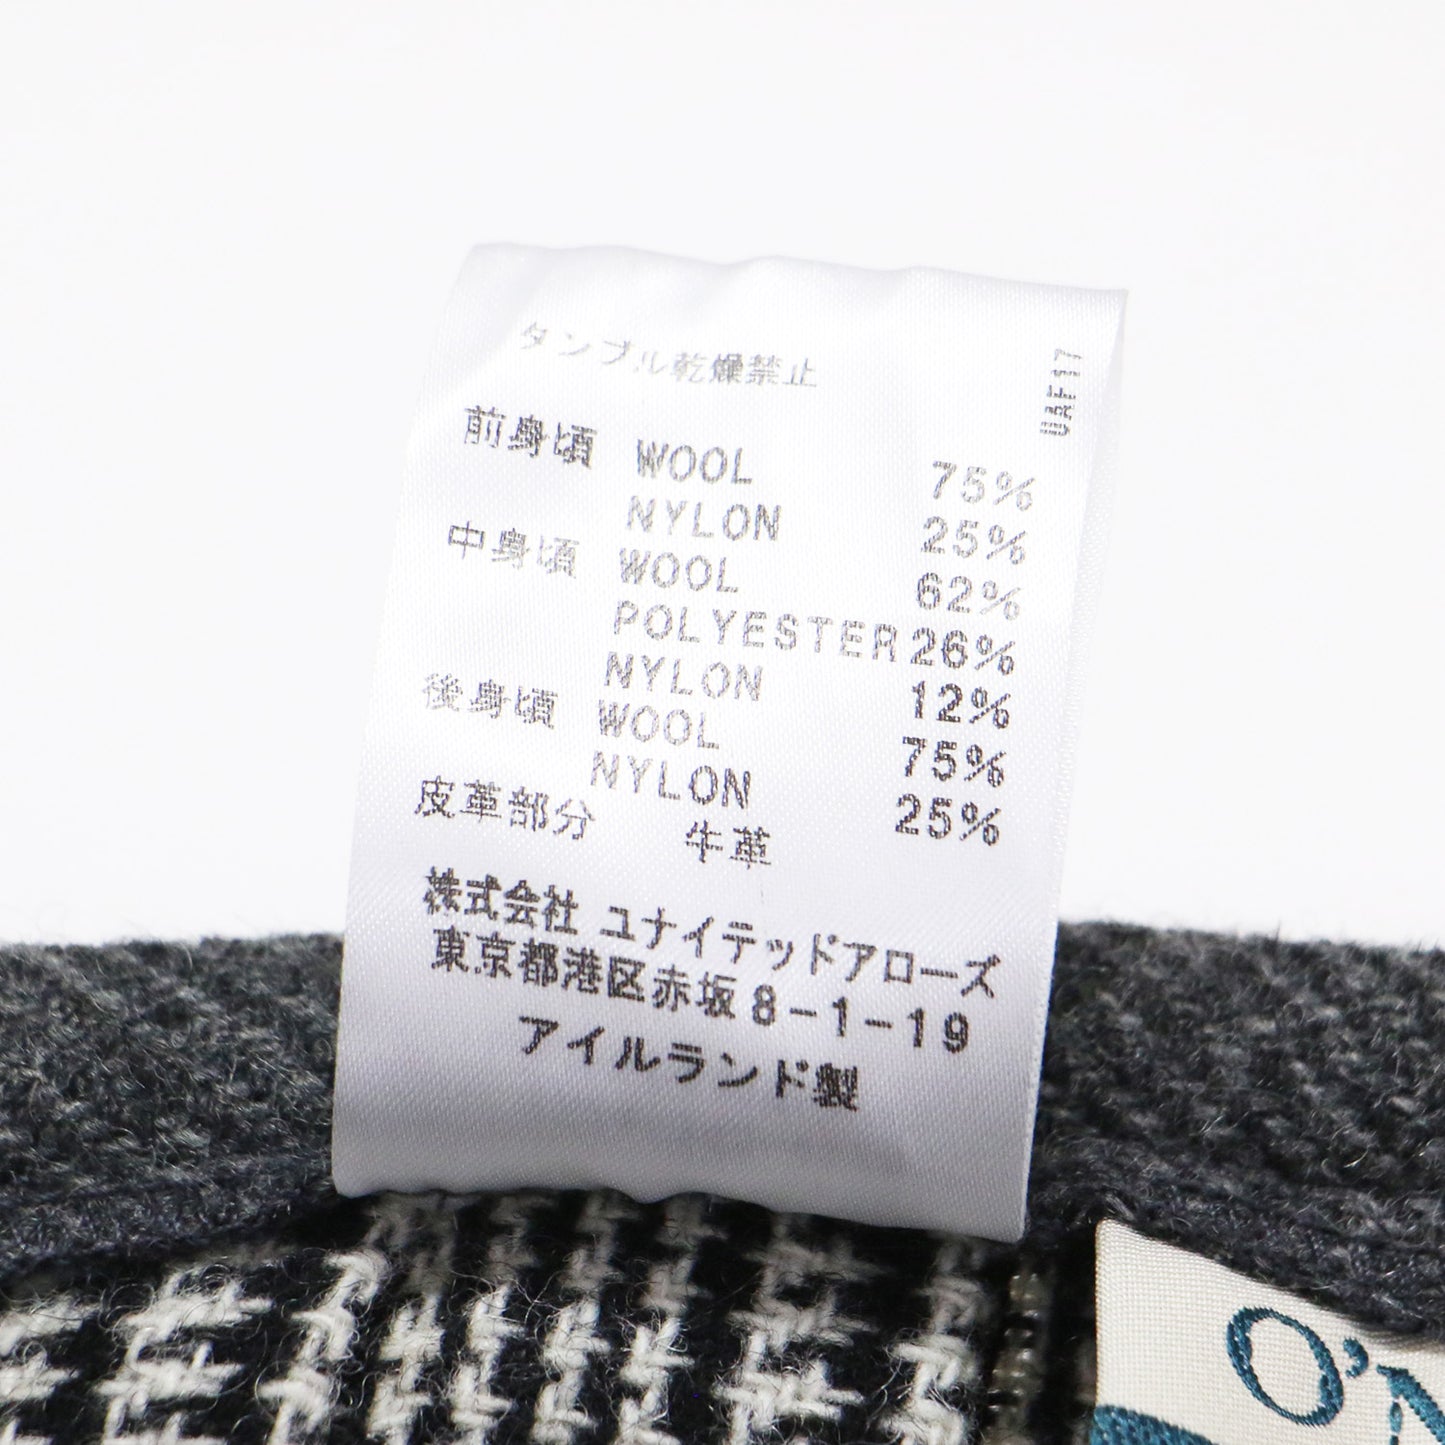 タンブル乾燥禁止
UAF17
前身頃 WOOL 75%
NYLON 25%
中身頃 WOOL 62%
POLYESTER 26%
NYLON 12%
後身頃 WOOL 75%
NYLON 25%
皮革部分 牛革
株式会社 ユナイテッドアローズ
東京都港区赤坂8-1-19
アイルランド製
O'N